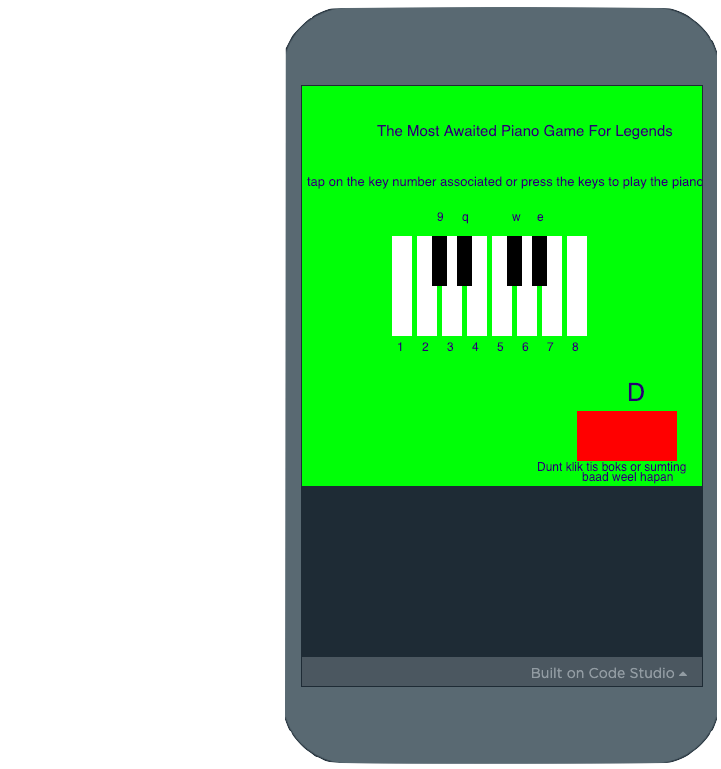 The Most Awaited Piano Game For Legends
tap on the key number associated or press the keys to play the piano
9 q w e
1 2 3 4 5 6 7 8
D
Dunt klik tis boks or sumting
baad weel hapan
Built on Code Studio